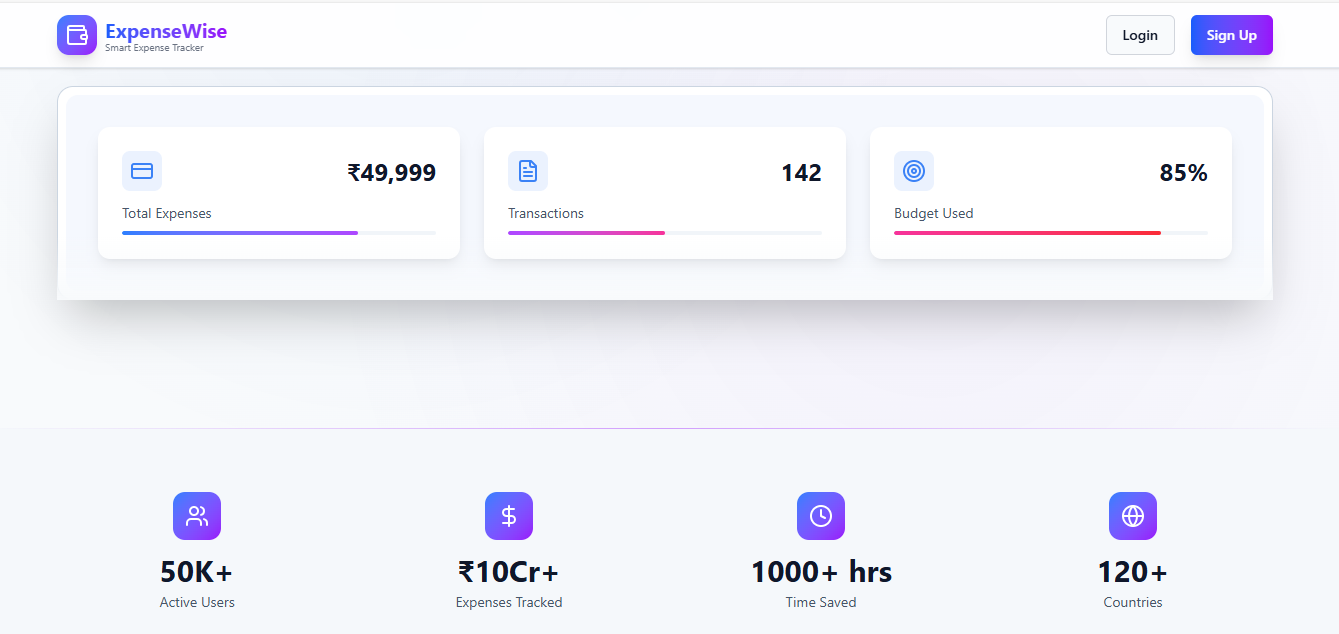 ExpenseWise
Smart Expense Tracker
Login
Sign Up
₹49,999
Total Expenses
142
Transactions
85%
Budget Used
50K+
Active Users
₹10Cr+
Expenses Tracked
1000+ hrs
Time Saved
120+
Countries